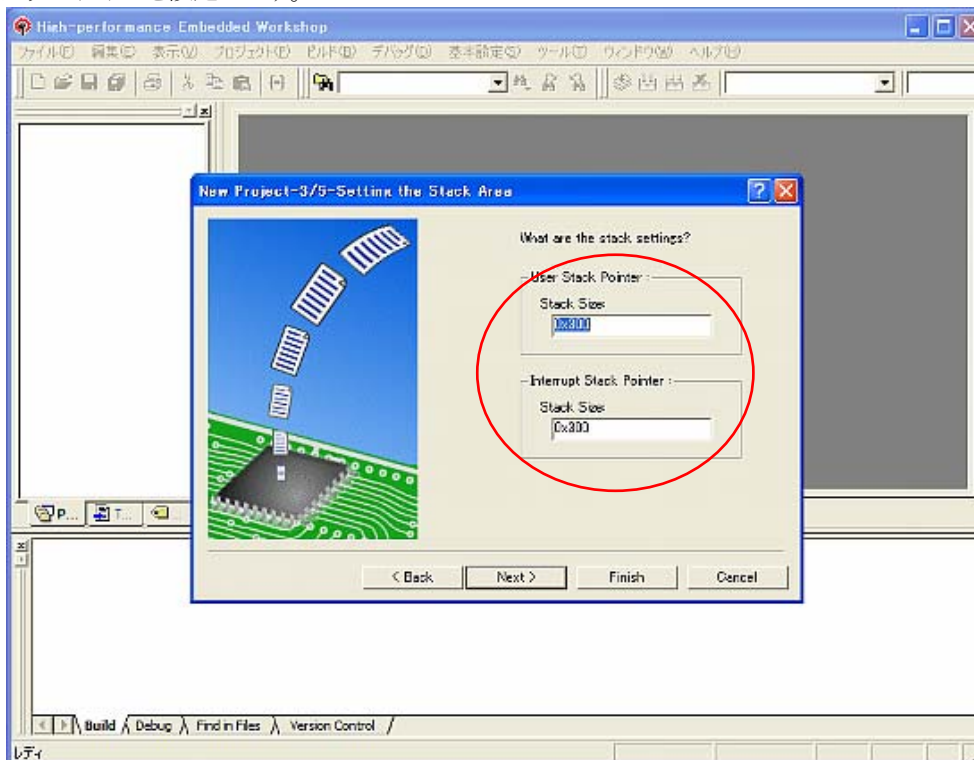 High-performance Embedded Workshop
ファイル(F) 編集(E) 表示(V) プロジェクト(P) ビルド(B) デバッグ(D) 基本設定(S) ツール(T) ウィンドウ(W) ヘルプ(H)
New Project-3/5-Setting the Stack Area
What are the stack settings?
User Stack Pointer :
Stack Size:
0x300
Interrupt Stack Pointer :
Stack Size:
0x300
< Back Next > Finish Cancel
P... T...
Build Debug Find in Files Version Control
レディ